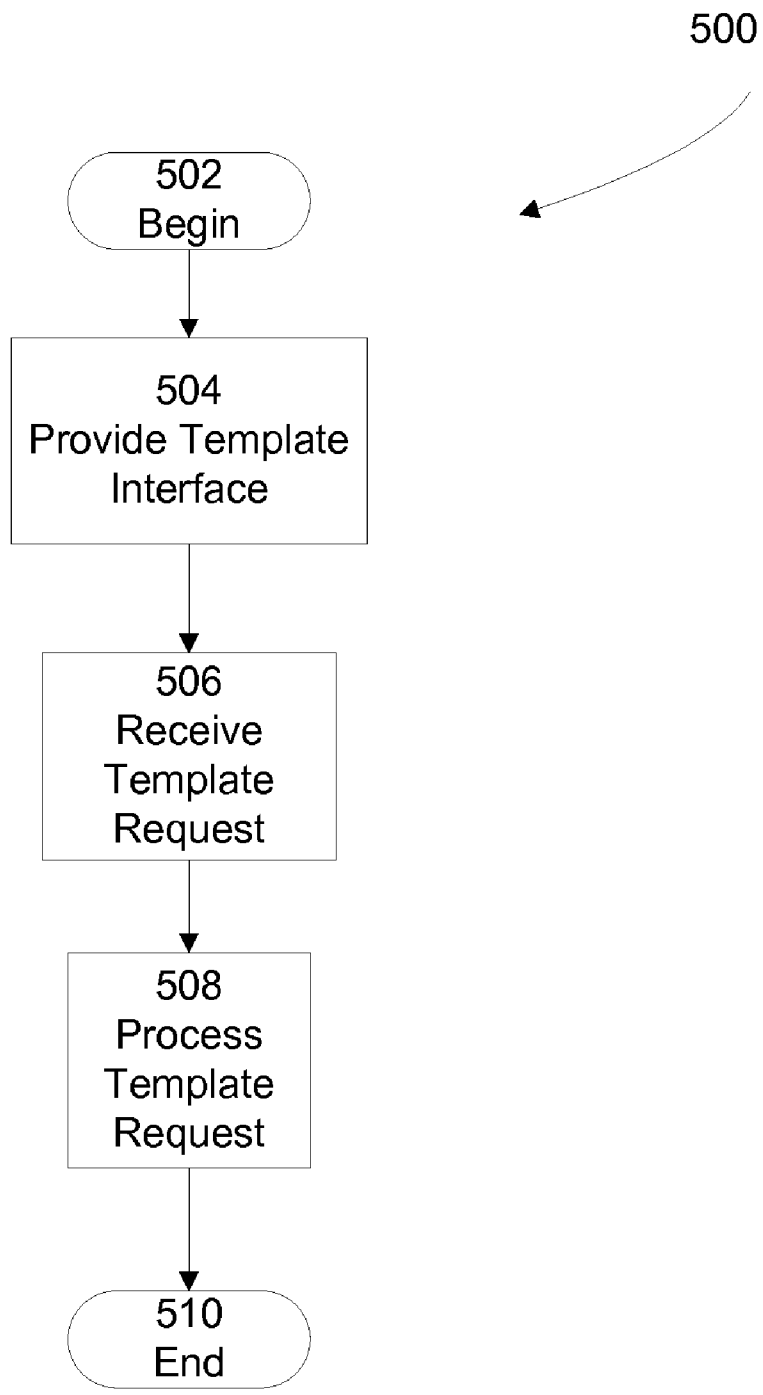 500
502
Begin
504
Provide Template
Interface
506
Receive
Template
Request
508
Process
Template
Request
510
End